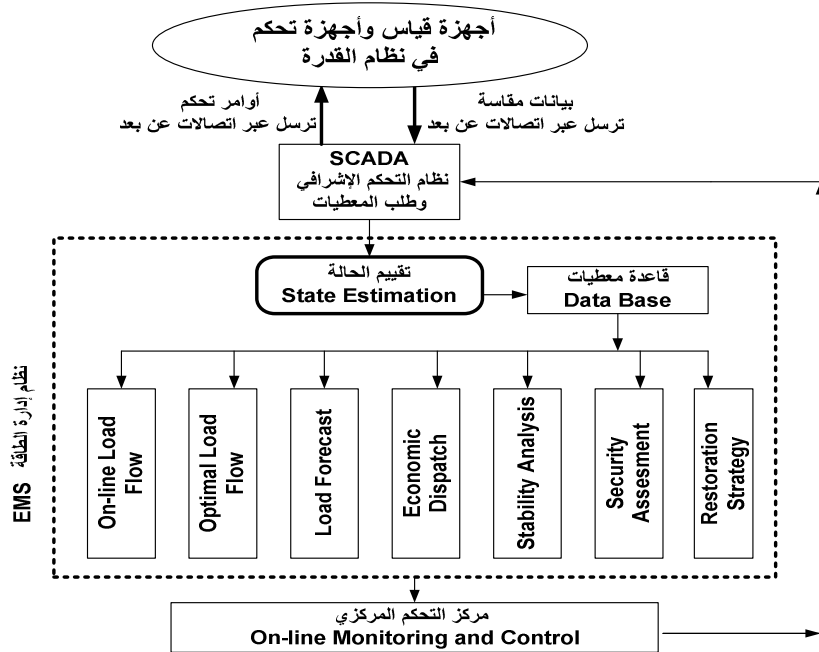 أجهزة قياس وأجهزة تحكم
في نظام القدرة
أوامر تحكم
ترسل عبر اتصالات عن بعد
بيانات مقاسة
ترسل عبر اتصالات عن بعد
SCADA
نظام التحكم الإشرافي
وطلب المعطيات
تقييم الحالة
State Estimation
قاعدة معطيات
Data Base
نظام إدارة الطاقة EMS
On-line Load
Flow
Optimal Load
Flow
Load Forecast
Economic
Dispatch
Stability Analysis
Security
Assesment
Restoration
Strategy
مركز التحكم المركزي
On-line Monitoring and Control